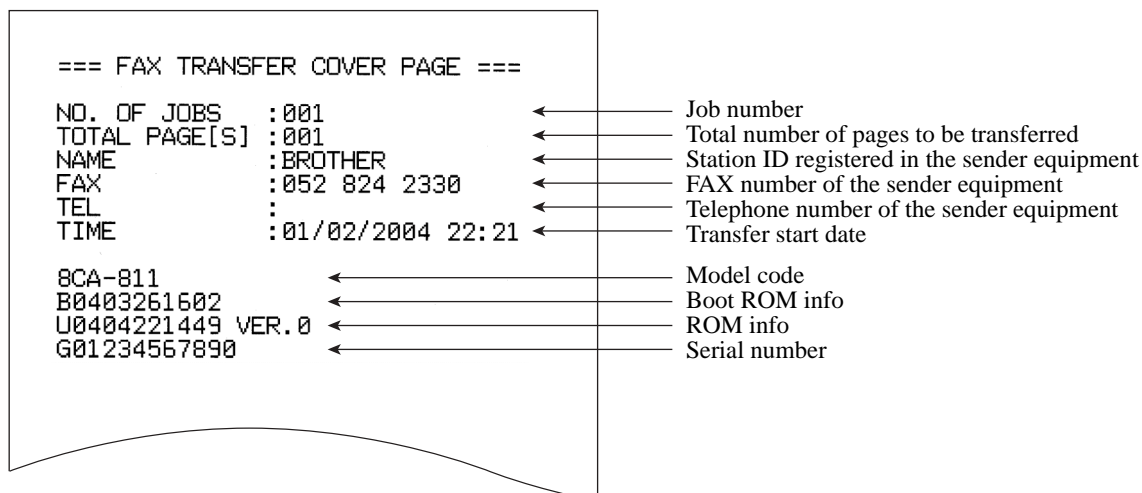 === FAX TRANSFER COVER PAGE ===
NO. OF JOBS :001 Job number
TOTAL PAGE[S] :001 Total number of pages to be transferred
NAME :BROTHER Station ID registered in the sender equipment
FAX :052 824 2330 FAX number of the sender equipment
TEL : Telephone number of the sender equipment
TIME :01/02/2004 22:21 Transfer start date
8CA-811 Model code
B0403261602 Boot ROM info
U0404221449 VER.0 ROM info
G01234567890 Serial number